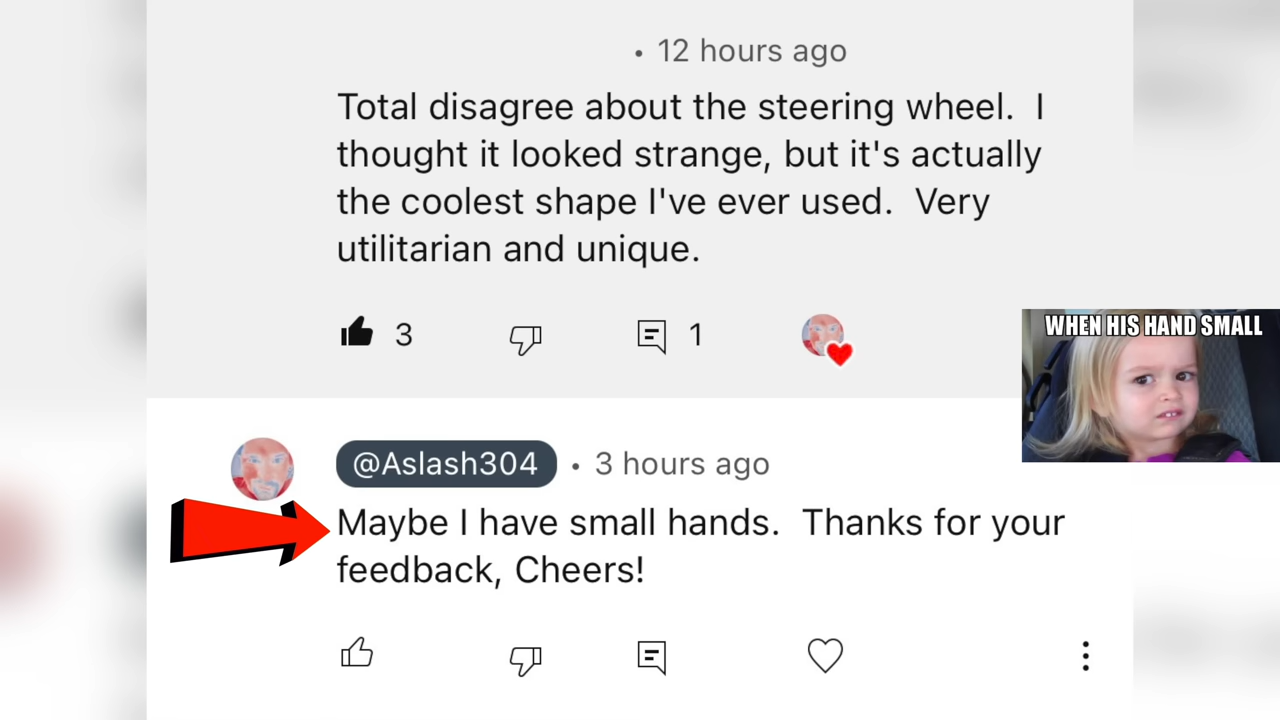 • 12 hours ago
Total disagree about the steering wheel.  I
thought it looked strange, but it's actually
the coolest shape I've ever used.  Very
utilitarian and unique.
3
1
WHEN HIS HAND SMALL
@Aslash304 • 3 hours ago
Maybe I have small hands.  Thanks for your
feedback, Cheers!